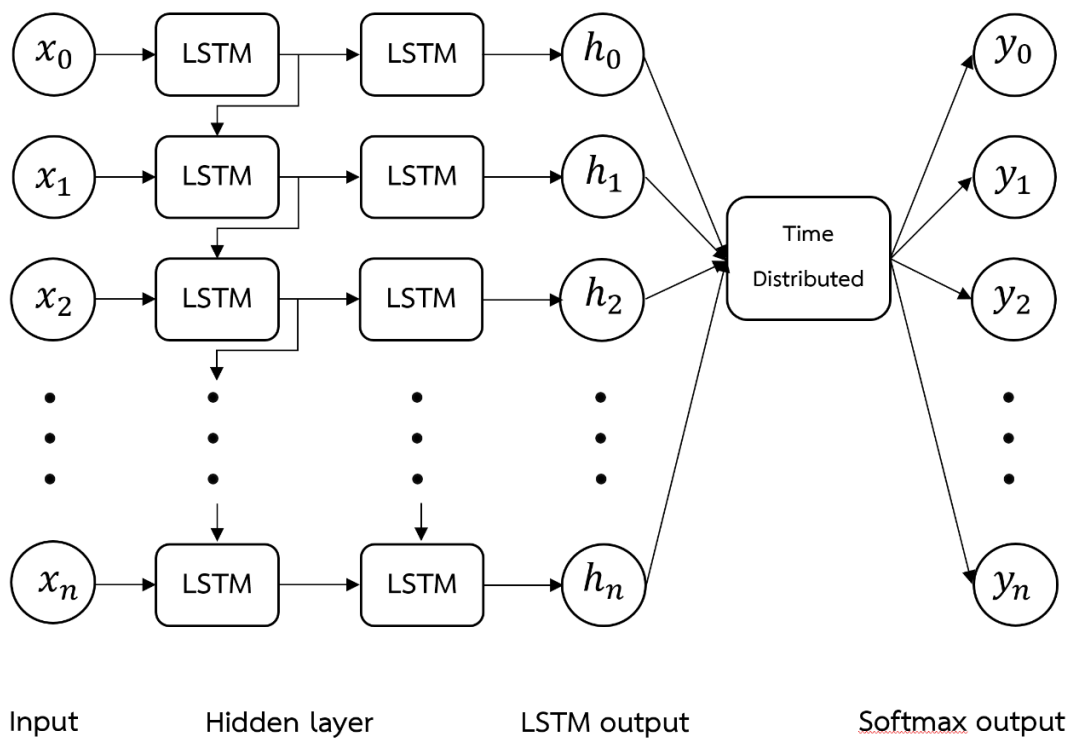 x₀ LSTM LSTM h₀ y₀
x₁ LSTM LSTM h₁ y₁
Time
Distributed
x₂ LSTM LSTM h₂ y₂
xₙ LSTM LSTM hₙ yₙ
Input Hidden layer LSTM output Softmax output